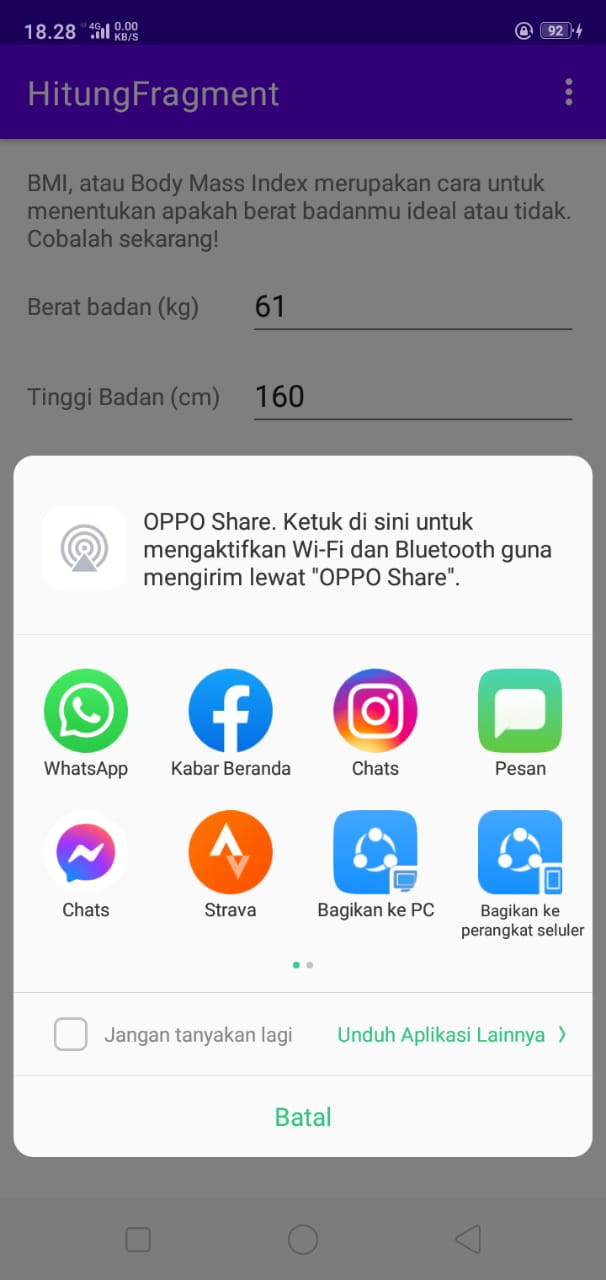 18.28 4G 0.00 KB/S 92
HitungFragment
BMI, atau Body Mass Index merupakan cara untuk
menentukan apakah berat badanmu ideal atau tidak.
Cobalah sekarang!
Berat badan (kg) 61
Tinggi Badan (cm) 160
OPPO Share. Ketuk di sini untuk
mengaktifkan Wi-Fi dan Bluetooth guna
mengirim lewat "OPPO Share".
WhatsApp Kabar Beranda Chats Pesan
Chats Strava Bagikan ke PC Bagikan ke
perangkat seluler
Jangan tanyakan lagi Unduh Aplikasi Lainnya
Batal